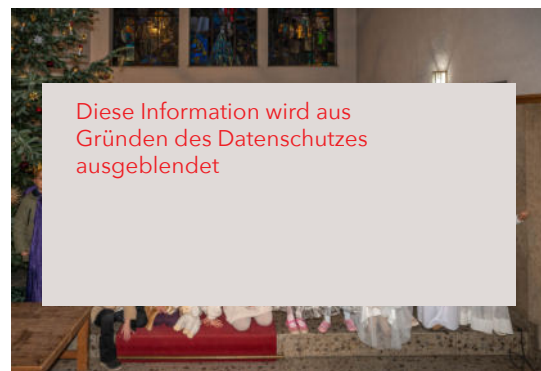 Diese Information wird aus
Gründen des Datenschutzes
ausgeblendet